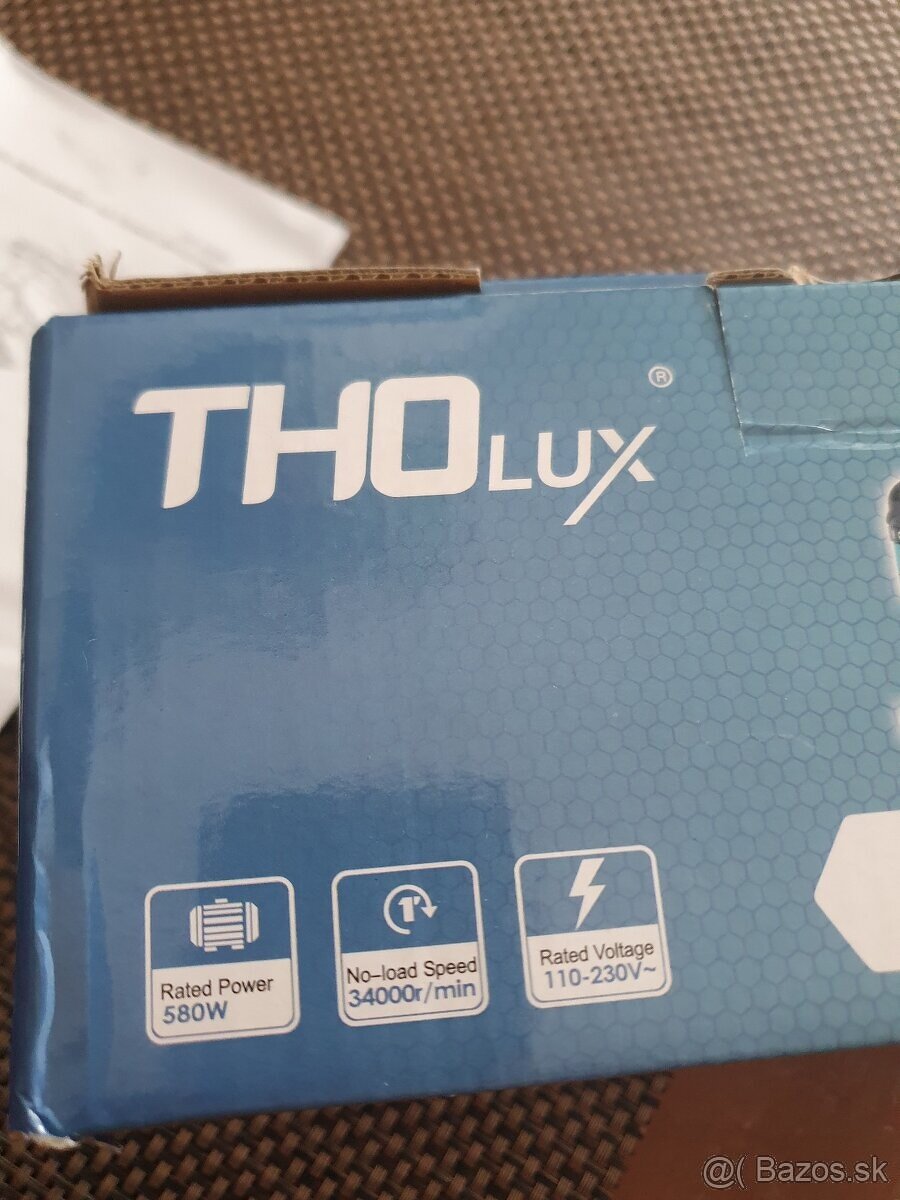 THOLUX ®
Rated Power
580W
No-load Speed
34000r/min
Rated Voltage
110-230V~
@( Bazos.sk